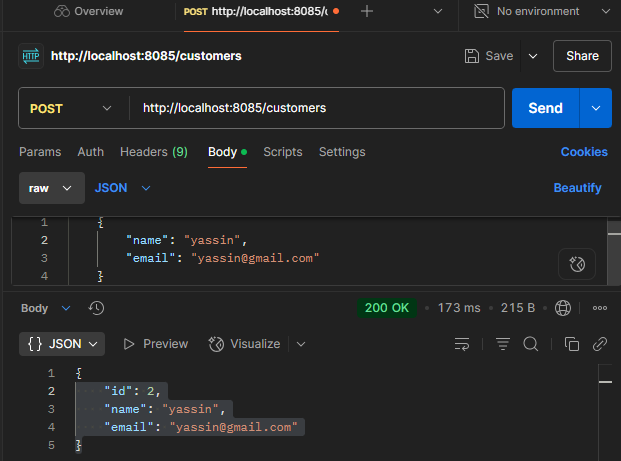 Overview POST http://localhost:8085/c No environment
HTTP http://localhost:8085/customers Save Share
POST http://localhost:8085/customers Send
Params Auth Headers (9) Body Scripts Settings Cookies
raw JSON Beautify
1 {
2 "name": "yassin",
3 "email": "yassin@gmail.com"
4 }
Body 200 OK 173 ms 215 B
{} JSON Preview Visualize
1 {
2 "id": 2,
3 "name": "yassin",
4 "email": "yassin@gmail.com"
5 }